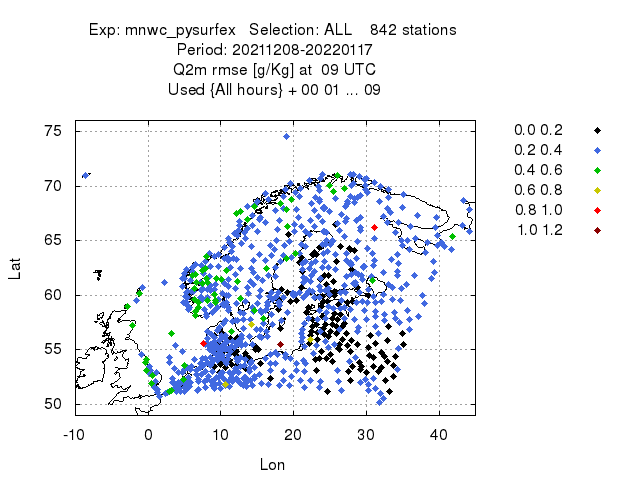 Exp: mnwc_pysurfex   Selection: ALL    842 stations
Period: 20211208-20220117
Q2m rmse [g/Kg] at  09 UTC
Used {All hours} + 00 01 ... 09
75
70
65
60
55
50
-10 0 10 20 30 40
Lat
Lon
0.0 0.2
0.2 0.4
0.4 0.6
0.6 0.8
0.8 1.0
1.0 1.2